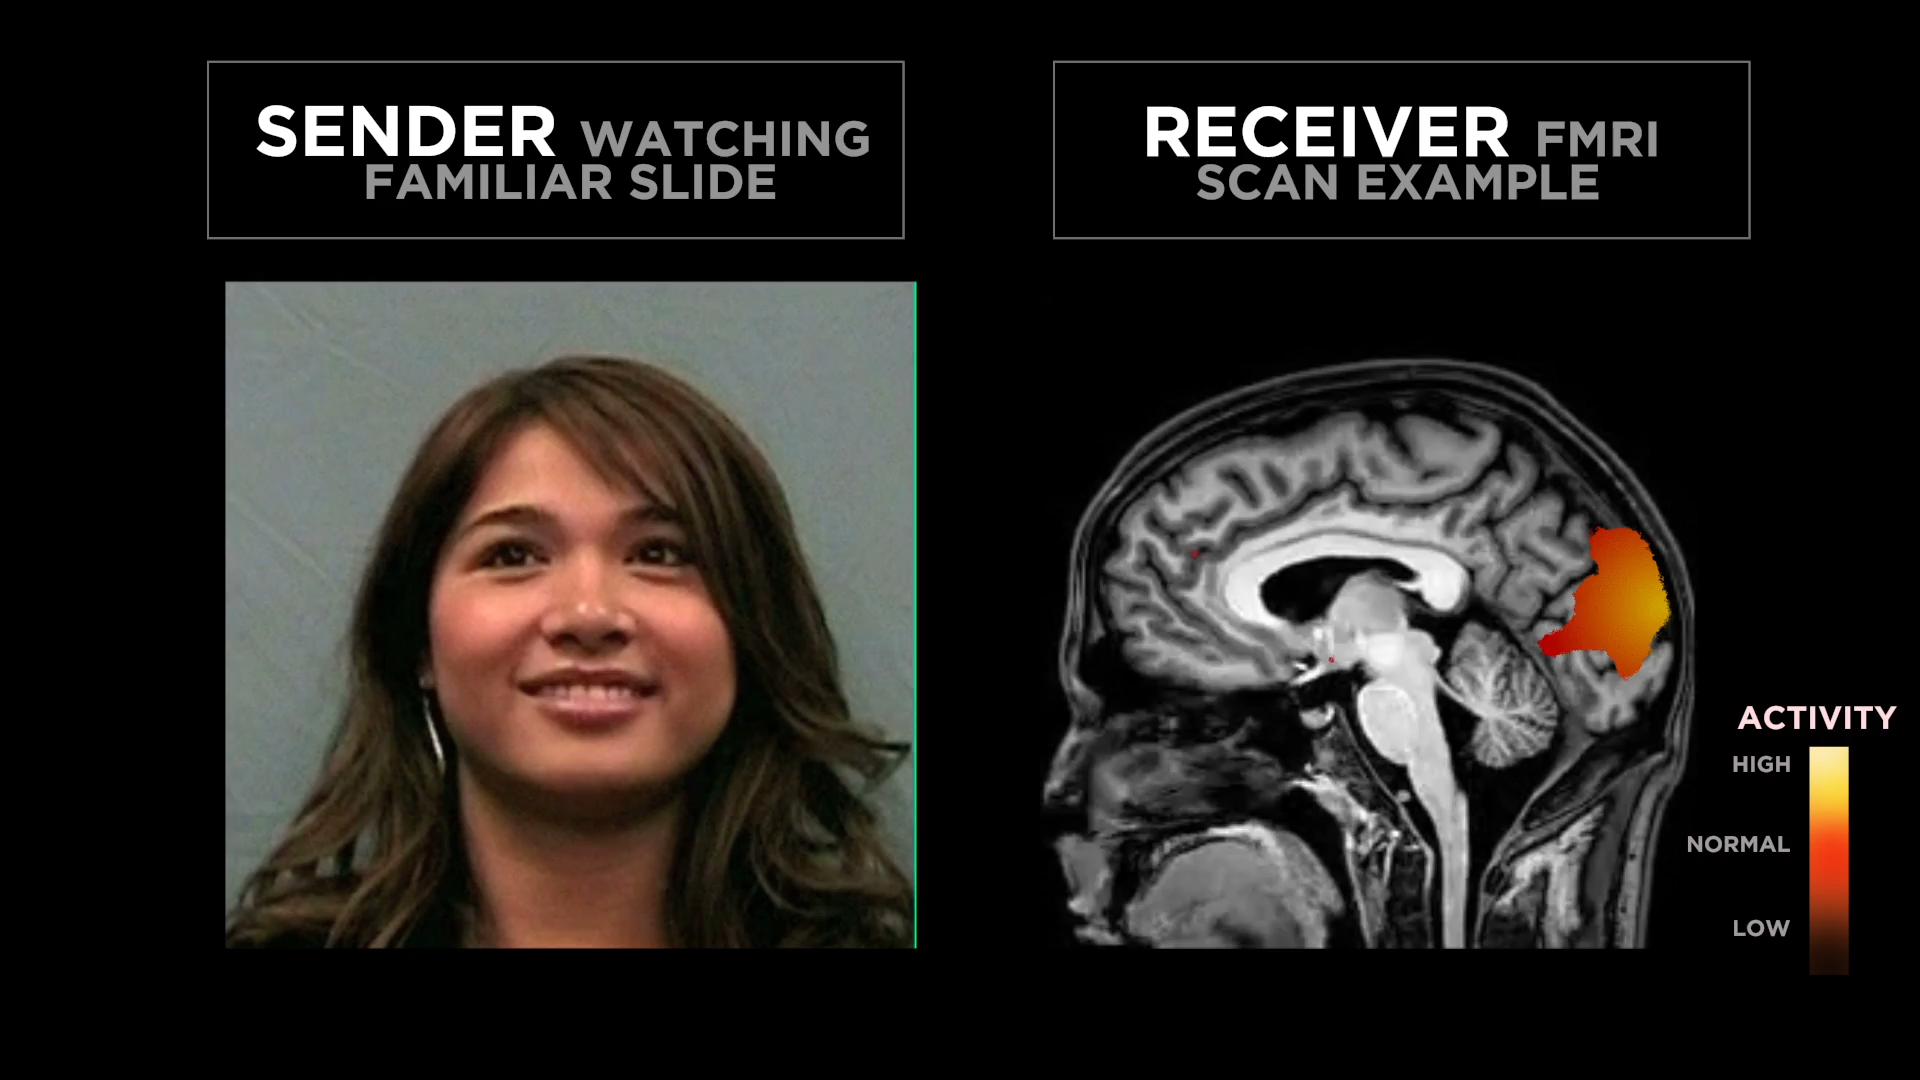 SENDER WATCHING
FAMILIAR SLIDE
RECEIVER FMRI
SCAN EXAMPLE
ACTIVITY
HIGH
NORMAL
LOW